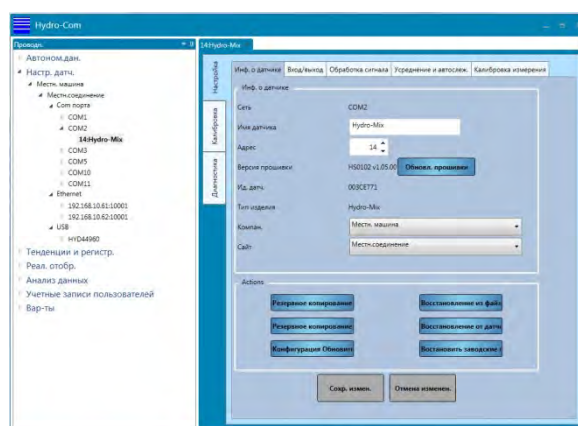 Hydro-Com
Проводн.
14:Hydro-Mix
Автоном.дан.
Настр. датч.
Местн. машина
Местн.соединение
Com порта
COM1
COM2
14:Hydro-Mix
COM3
COM5
COM10
COM11
Ethernet
192.168.10.61:10001
192.168.10.62:10001
USB
HYD44960
Тенденции и регистр.
Реал. отобр.
Анализ данных
Учетные записи пользователей
Вар-ты
Настройка
Калибровка
Диагностика
Инф. о датчике Вход/выход Обработка сигнала Усреднение и автослеж. Калибровка измерения
Инф. о датчике
Сеть COM2
Имя датчика Hydro-Mix
Адрес 14
Версия прошивки HS0102 v1.05.00 Обновл. прошивки
Ид. датч. 003CE771
Тип изделия Hydro-Mix
Компан. Местн. машина
Сайт Местн.соединение
Actions
Резервное копирование Восстановление из файл
Резервное копирование Восстановление от датч
Конфигурация Обновит Восстановить заводские
Сохр. измен. Отмена изменен.